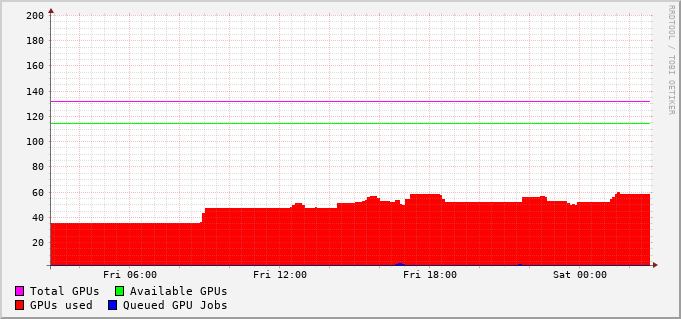 200
180
160
140
120
100
80
60
40
20
Fri 06:00 Fri 12:00 Fri 18:00 Sat 00:00
Total GPUs Available GPUs
GPUs used Queued GPU Jobs
RRDTOOL / TOBI OETIKER